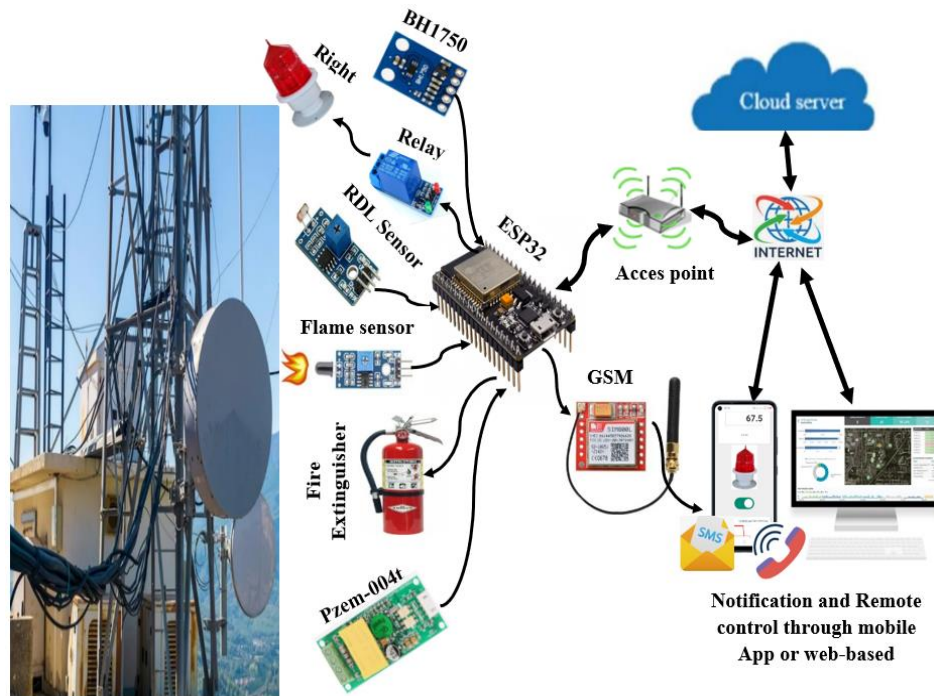 BH1750
Right
Relay
RDL Sensor
ESP32
Flame sensor
Fire
Extinguisher
Pzem-004t
GSM
SIM800L
Acces point
Cloud server
INTERNET
67.5
SMS
Notification and Remote
control through mobile
App or web-based